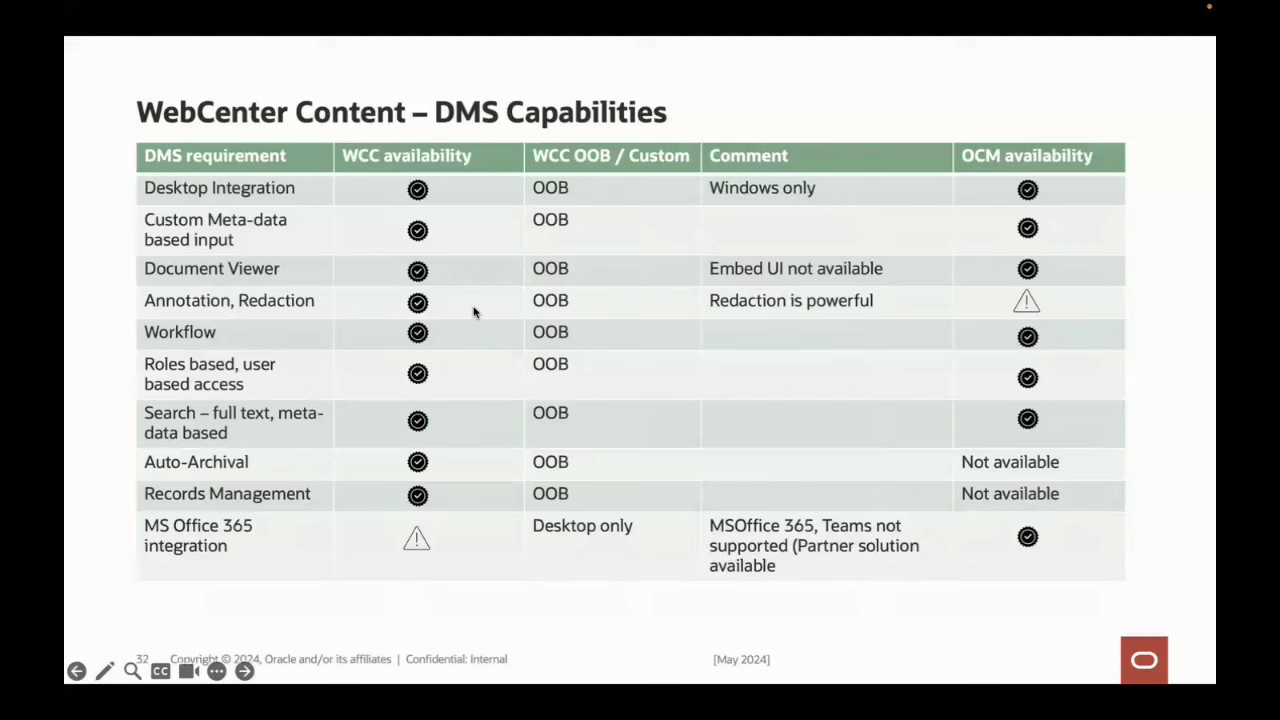 WebCenter Content – DMS Capabilities
DMS requirement WCC availability WCC OOB / Custom Comment OCM availability
Desktop Integration OOB Windows only
Custom Meta-data
based input OOB
Document Viewer OOB Embed UI not available
Annotation, Redaction OOB Redaction is powerful
Workflow OOB
Roles based, user
based access OOB
Search – full text, meta-
data based OOB
Auto-Archival OOB Not available
Records Management OOB Not available
MS Office 365
integration Desktop only MSOffice 365, Teams not
supported (Partner solution
available
32 Copyright © 2024, Oracle and/or its affiliates | Confidential: Internal [May 2024]
CC